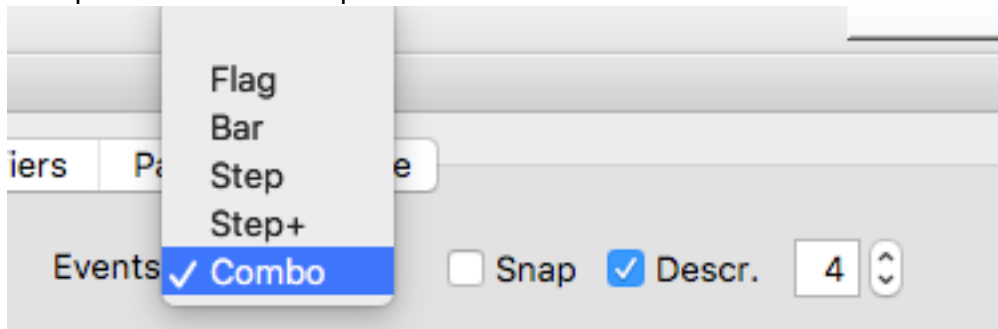 Flag
Bar
Step
Step+
Events ✓ Combo Snap Descr. 4